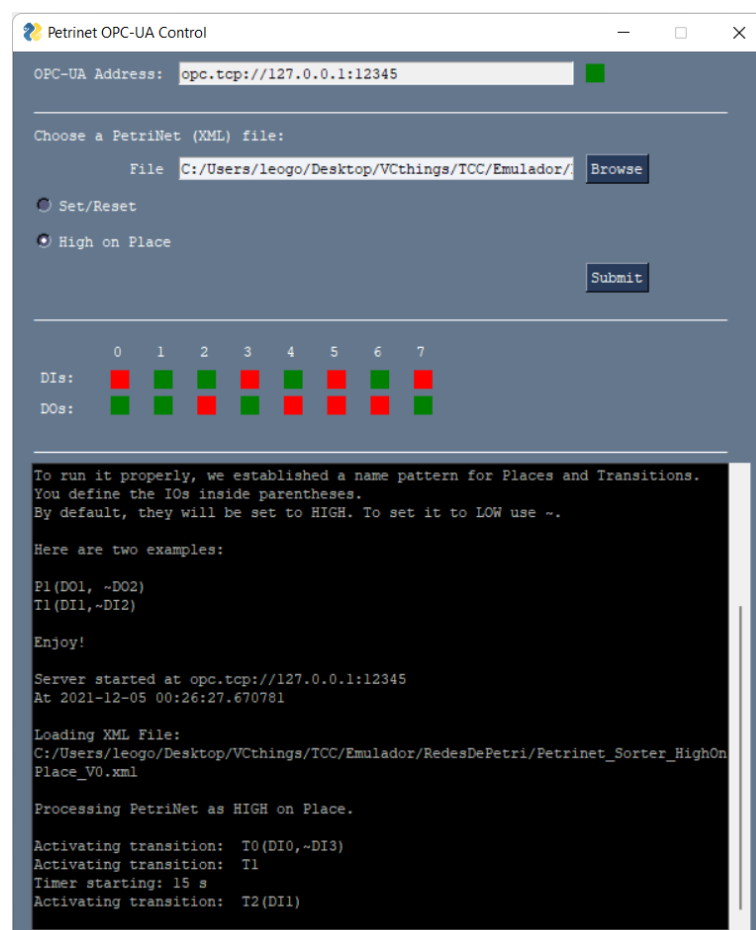 Petrinet OPC-UA Control
OPC-UA Address: opc.tcp://127.0.0.1:12345
Choose a PetriNet (XML) file:
File C:/Users/leogo/Desktop/VCthings/TCC/Emulador/ Browse
Set/Reset
High on Place
Submit
0 1 2 3 4 5 6 7
DIs:
DOs:
To run it properly, we established a name pattern for Places and Transitions.
You define the IOs inside parentheses.
By default, they will be set to HIGH. To set it to LOW use ~.
Here are two examples:
P1(DO1, ~DO2)
T1(DI1,~DI2)
Enjoy!
Server started at opc.tcp://127.0.0.1:12345
At 2021-12-05 00:26:27.670781
Loading XML File:
C:/Users/leogo/Desktop/VCthings/TCC/Emulador/RedesDePetri/Petrinet_Sorter_HighOn
Place_V0.xml
Processing PetriNet as HIGH on Place.
Activating transition:  T0(DI0,~DI3)
Activating transition:  T1
Timer starting: 15 s
Activating transition:  T2(DI1)